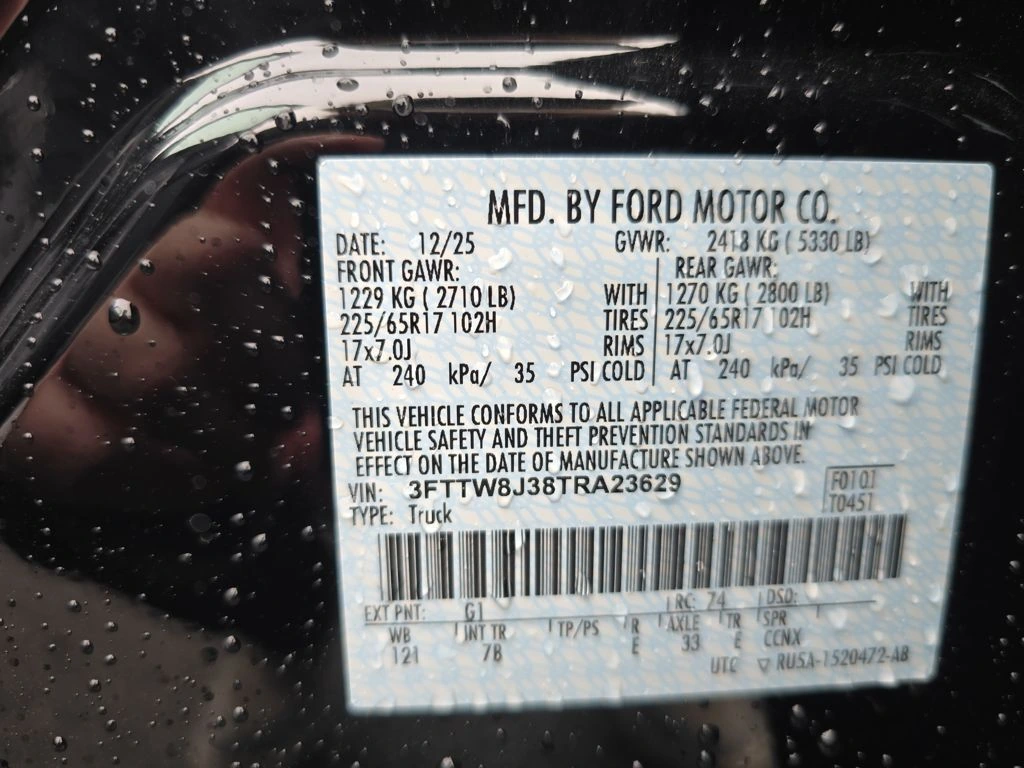 MFD. BY FORD MOTOR CO.
DATE: 12/25 GVWR: 2418 KG ( 5330 LB)
FRONT GAWR: REAR GAWR:
1229 KG ( 2710 LB) WITH 1270 KG ( 2800 LB) WITH
225/65R17 102H TIRES 225/65R17 102H TIRES
17x7.0J RIMS 17x7.0J RIMS
AT 240 kPa/ 35 PSI COLD AT 240 kPa/ 35 PSI COLD
THIS VEHICLE CONFORMS TO ALL APPLICABLE FEDERAL MOTOR
VEHICLE SAFETY AND THEFT PREVENTION STANDARDS IN
EFFECT ON THE DATE OF MANUFACTURE SHOWN ABOVE.
VIN: 3FTTW8J38TRA23629 F0101
TYPE: Truck T0451
EXT PNT: G1 RC: 74 DSO:
WB INT TR TP/PS R AXLE TR SPR
121 7B E 33 E CCNX
UTC ▽ RU5A-1520472-AB